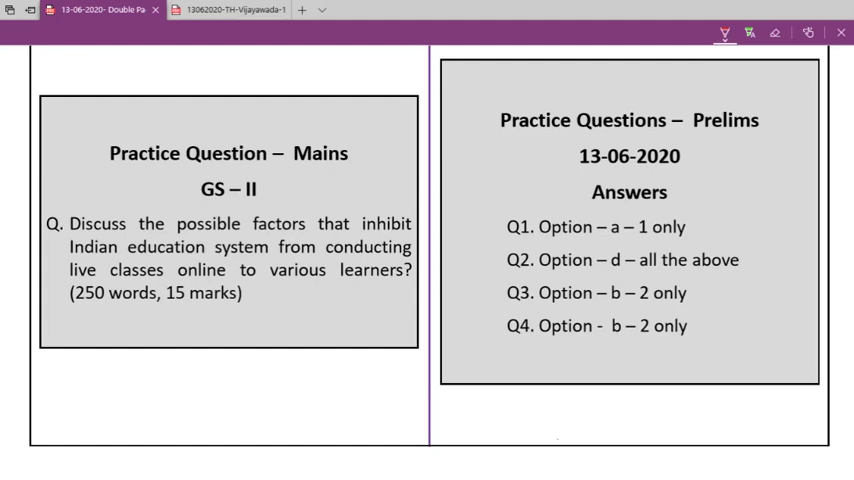 13-06-2020- Double Pa
13062020-TH-Vijayawada-1
Practice Question – Mains
GS – II
Q. Discuss the possible factors that inhibit
Indian education system from conducting
live classes online to various learners?
(250 words, 15 marks)
Practice Questions – Prelims
13-06-2020
Answers
Q1. Option – a – 1 only
Q2. Option – d – all the above
Q3. Option – b – 2 only
Q4. Option - b – 2 only